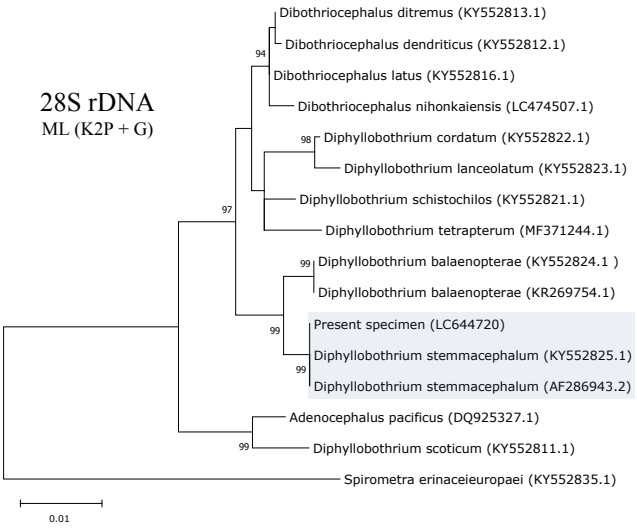 Dibothriocephalus ditremus (KY552813.1)
Dibothriocephalus dendriticus (KY552812.1)
94
Dibothriocephalus latus (KY552816.1)
28S rDNA
ML (K2P + G)
Dibothriocephalus nihonkaiensis (LC474507.1)
98
Diphyllobothrium cordatum (KY552822.1)
Diphyllobothrium lanceolatum (KY552823.1)
Diphyllobothrium schistochilos (KY552821.1)
97
Diphyllobothrium tetrapterum (MF371244.1)
99
Diphyllobothrium balaenopterae (KY552824.1 )
Diphyllobothrium balaenopterae (KR269754.1)
99
Present specimen (LC644720)
Diphyllobothrium stemmacephalum (KY552825.1)
99
Diphyllobothrium stemmacephalum (AF286943.2)
Adenocephalus pacificus (DQ925327.1)
99
Diphyllobothrium scoticum (KY552811.1)
Spirometra erinaceieuropaei (KY552835.1)
0.01